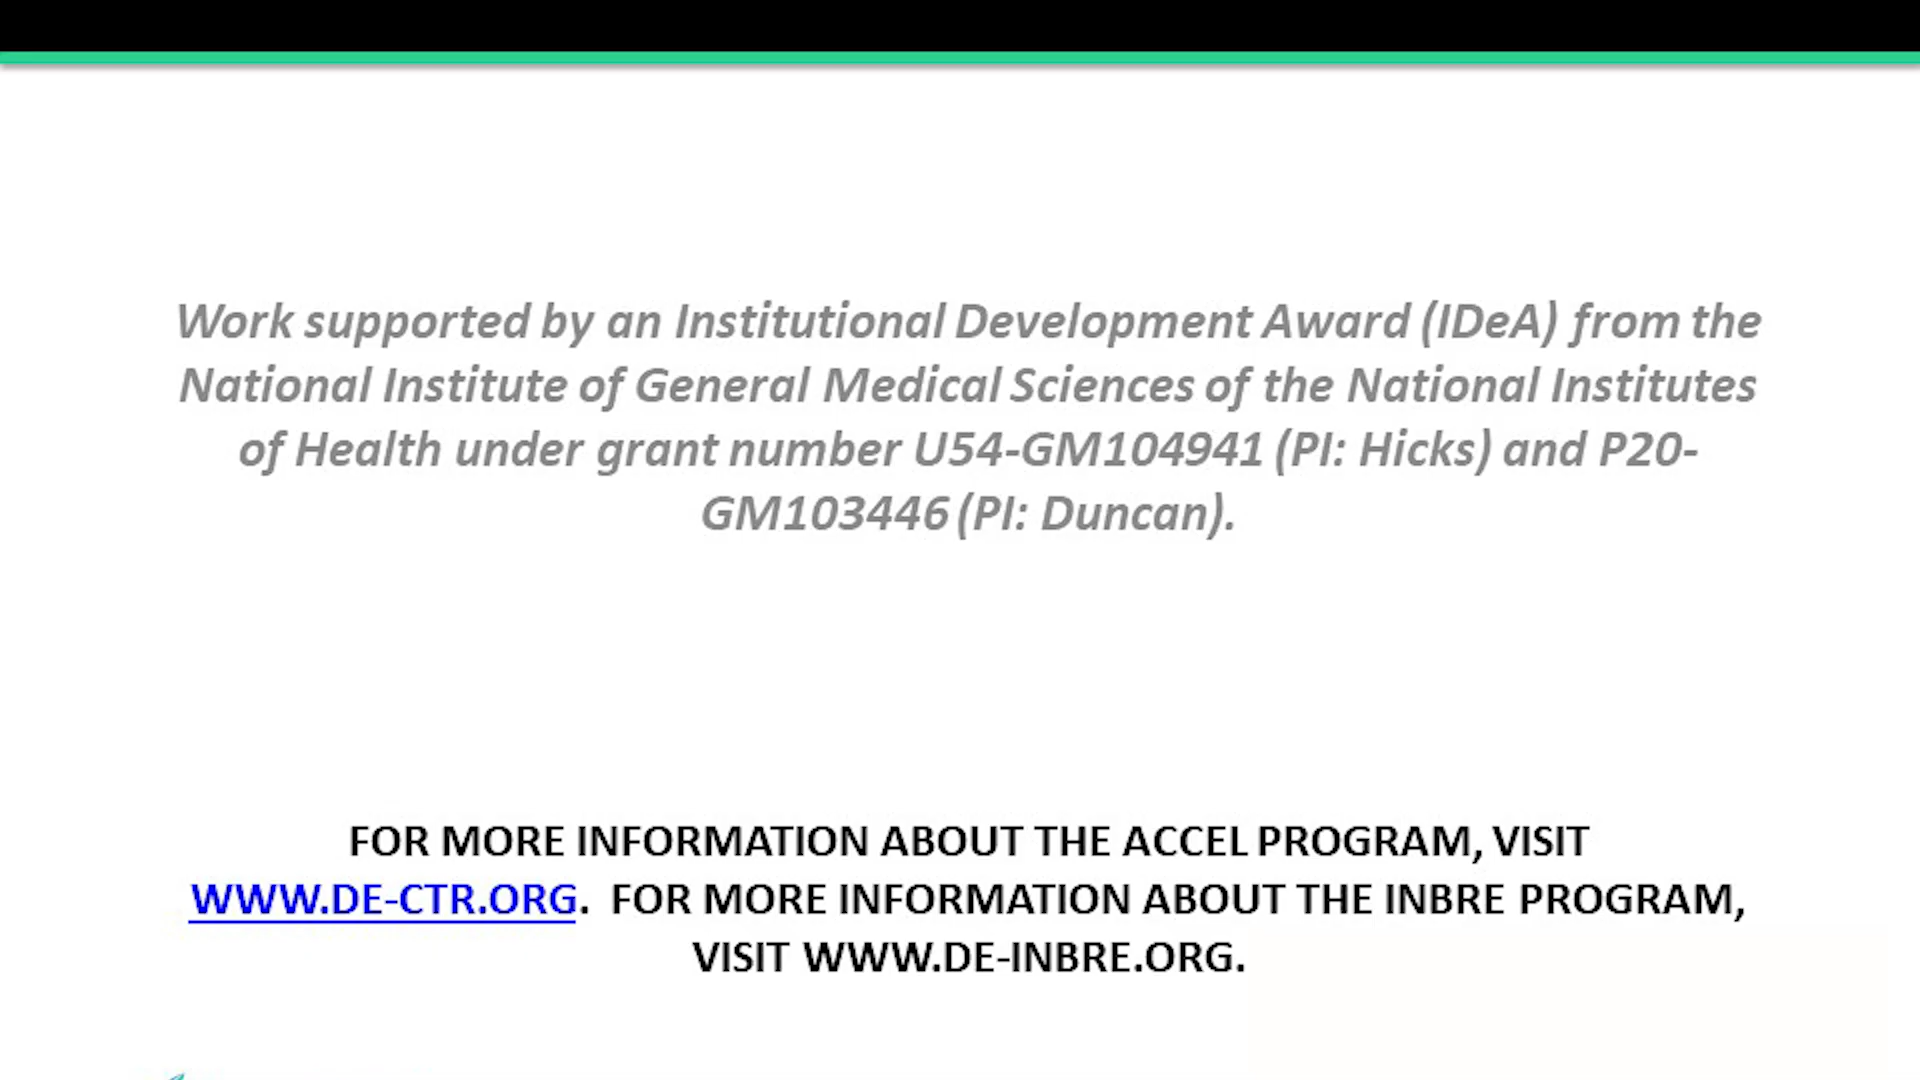 Work supported by an Institutional Development Award (IDeA) from the
National Institute of General Medical Sciences of the National Institutes
of Health under grant number U54-GM104941 (PI: Hicks) and P20-
GM103446 (PI: Duncan).
FOR MORE INFORMATION ABOUT THE ACCEL PROGRAM, VISIT
WWW.DE-CTR.ORG. FOR MORE INFORMATION ABOUT THE INBRE PROGRAM,
VISIT WWW.DE-INBRE.ORG.